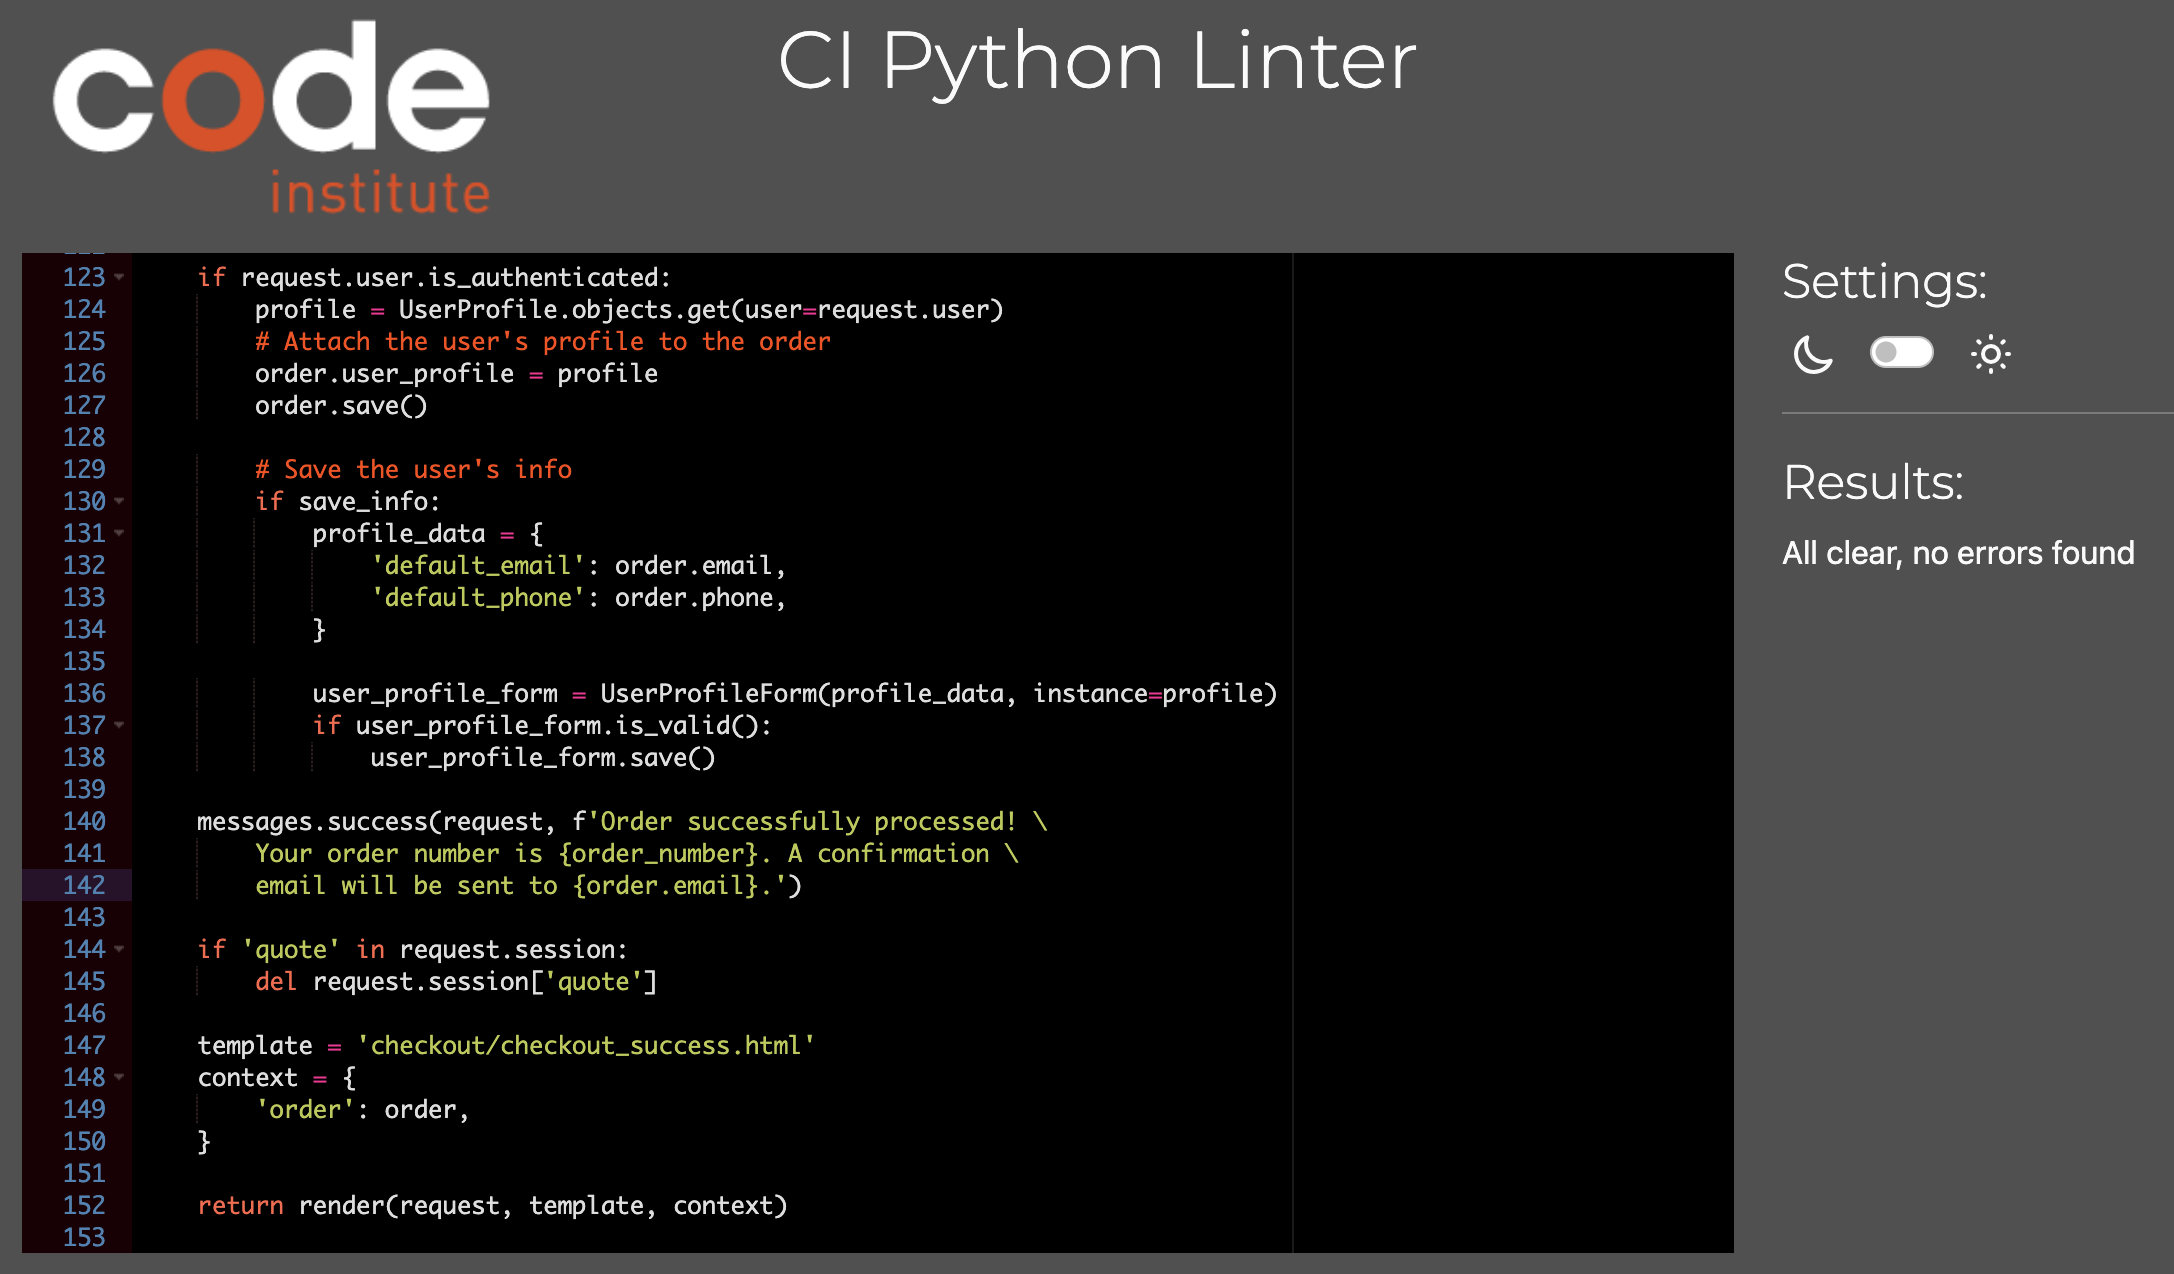 code
institute
CI Python Linter
123 if request.user.is_authenticated:
124 profile = UserProfile.objects.get(user=request.user)
125 # Attach the user's profile to the order
126 order.user_profile = profile
127 order.save()
128
129 # Save the user's info
130 if save_info:
131 profile_data = {
132 'default_email': order.email,
133 'default_phone': order.phone,
134 }
135
136 user_profile_form = UserProfileForm(profile_data, instance=profile)
137 if user_profile_form.is_valid():
138 user_profile_form.save()
139
140 messages.success(request, f'Order successfully processed! \
141 Your order number is {order_number}. A confirmation \
142 email will be sent to {order.email}.')
143
144 if 'quote' in request.session:
145 del request.session['quote']
146
147 template = 'checkout/checkout_success.html'
148 context = {
149 'order': order,
150 }
151
152 return render(request, template, context)
153
Settings:
Results:
All clear, no errors found